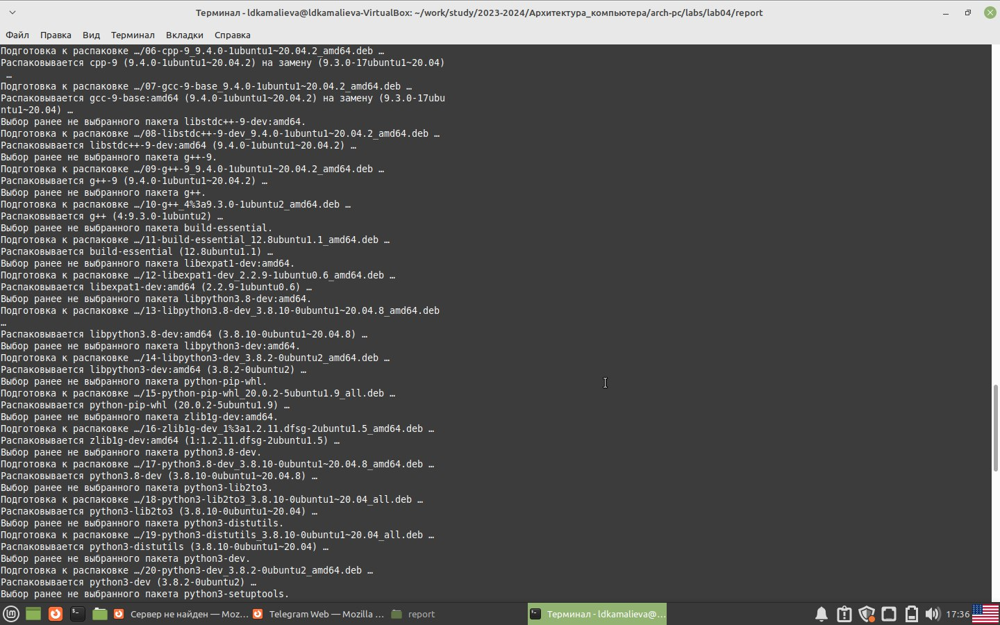 Терминал - ldkamalieva@ldkamalieva-VirtualBox: ~/work/study/2023-2024/Архитектура_компьютера/arch-pc/labs/lab04/report
Файл Правка Вид Терминал Вкладки Справка
Подготовка к распаковке …/06-cpp-9_9.4.0-1ubuntu1~20.04.2_amd64.deb …
Распаковывается cpp-9 (9.4.0-1ubuntu1~20.04.2) на замену (9.3.0-17ubuntu1~20.04)
…
Подготовка к распаковке …/07-gcc-9-base_9.4.0-1ubuntu1~20.04.2_amd64.deb …
Распаковывается gcc-9-base:amd64 (9.4.0-1ubuntu1~20.04.2) на замену (9.3.0-17ubu
ntu1~20.04) …
Выбор ранее не выбранного пакета libstdc++-9-dev:amd64.
Подготовка к распаковке …/08-libstdc++-9-dev_9.4.0-1ubuntu1~20.04.2_amd64.deb …
Распаковывается libstdc++-9-dev:amd64 (9.4.0-1ubuntu1~20.04.2) …
Выбор ранее не выбранного пакета g++-9.
Подготовка к распаковке …/09-g++-9_9.4.0-1ubuntu1~20.04.2_amd64.deb …
Распаковывается g++-9 (9.4.0-1ubuntu1~20.04.2) …
Выбор ранее не выбранного пакета g++.
Подготовка к распаковке …/10-g++_4%3a9.3.0-1ubuntu2_amd64.deb …
Распаковывается g++ (4:9.3.0-1ubuntu2) …
Выбор ранее не выбранного пакета build-essential.
Подготовка к распаковке …/11-build-essential_12.8ubuntu1.1_amd64.deb …
Распаковывается build-essential (12.8ubuntu1.1) …
Выбор ранее не выбранного пакета libexpat1-dev:amd64.
Подготовка к распаковке …/12-libexpat1-dev_2.2.9-1ubuntu0.6_amd64.deb …
Распаковывается libexpat1-dev:amd64 (2.2.9-1ubuntu0.6) …
Выбор ранее не выбранного пакета libpython3.8-dev:amd64.
Подготовка к распаковке …/13-libpython3.8-dev_3.8.10-0ubuntu1~20.04.8_amd64.deb
…
Распаковывается libpython3.8-dev:amd64 (3.8.10-0ubuntu1~20.04.8) …
Выбор ранее не выбранного пакета libpython3-dev:amd64.
Подготовка к распаковке …/14-libpython3-dev_3.8.2-0ubuntu2_amd64.deb …
Распаковывается libpython3-dev:amd64 (3.8.2-0ubuntu2) …
Выбор ранее не выбранного пакета python-pip-whl.
Подготовка к распаковке …/15-python-pip-whl_20.0.2-5ubuntu1.9_all.deb …
Распаковывается python-pip-whl (20.0.2-5ubuntu1.9) …
Выбор ранее не выбранного пакета zlib1g-dev:amd64.
Подготовка к распаковке …/16-zlib1g-dev_1%3a1.2.11.dfsg-2ubuntu1.5_amd64.deb …
Распаковывается zlib1g-dev:amd64 (1:1.2.11.dfsg-2ubuntu1.5) …
Выбор ранее не выбранного пакета python3.8-dev.
Подготовка к распаковке …/17-python3.8-dev_3.8.10-0ubuntu1~20.04.8_amd64.deb …
Распаковывается python3.8-dev (3.8.10-0ubuntu1~20.04.8) …
Выбор ранее не выбранного пакета python3-lib2to3.
Подготовка к распаковке …/18-python3-lib2to3_3.8.10-0ubuntu1~20.04_all.deb …
Распаковывается python3-lib2to3 (3.8.10-0ubuntu1~20.04) …
Выбор ранее не выбранного пакета python3-distutils.
Подготовка к распаковке …/19-python3-distutils_3.8.10-0ubuntu1~20.04_all.deb …
Распаковывается python3-distutils (3.8.10-0ubuntu1~20.04) …
Выбор ранее не выбранного пакета python3-dev.
Подготовка к распаковке …/20-python3-dev_3.8.2-0ubuntu2_amd64.deb …
Распаковывается python3-dev (3.8.2-0ubuntu2) …
Выбор ранее не выбранного пакета python3-setuptools.
Сервер не найден — Moz... Telegram Web — Mozilla ... report Терминал - ldkamalieva@... 17:36